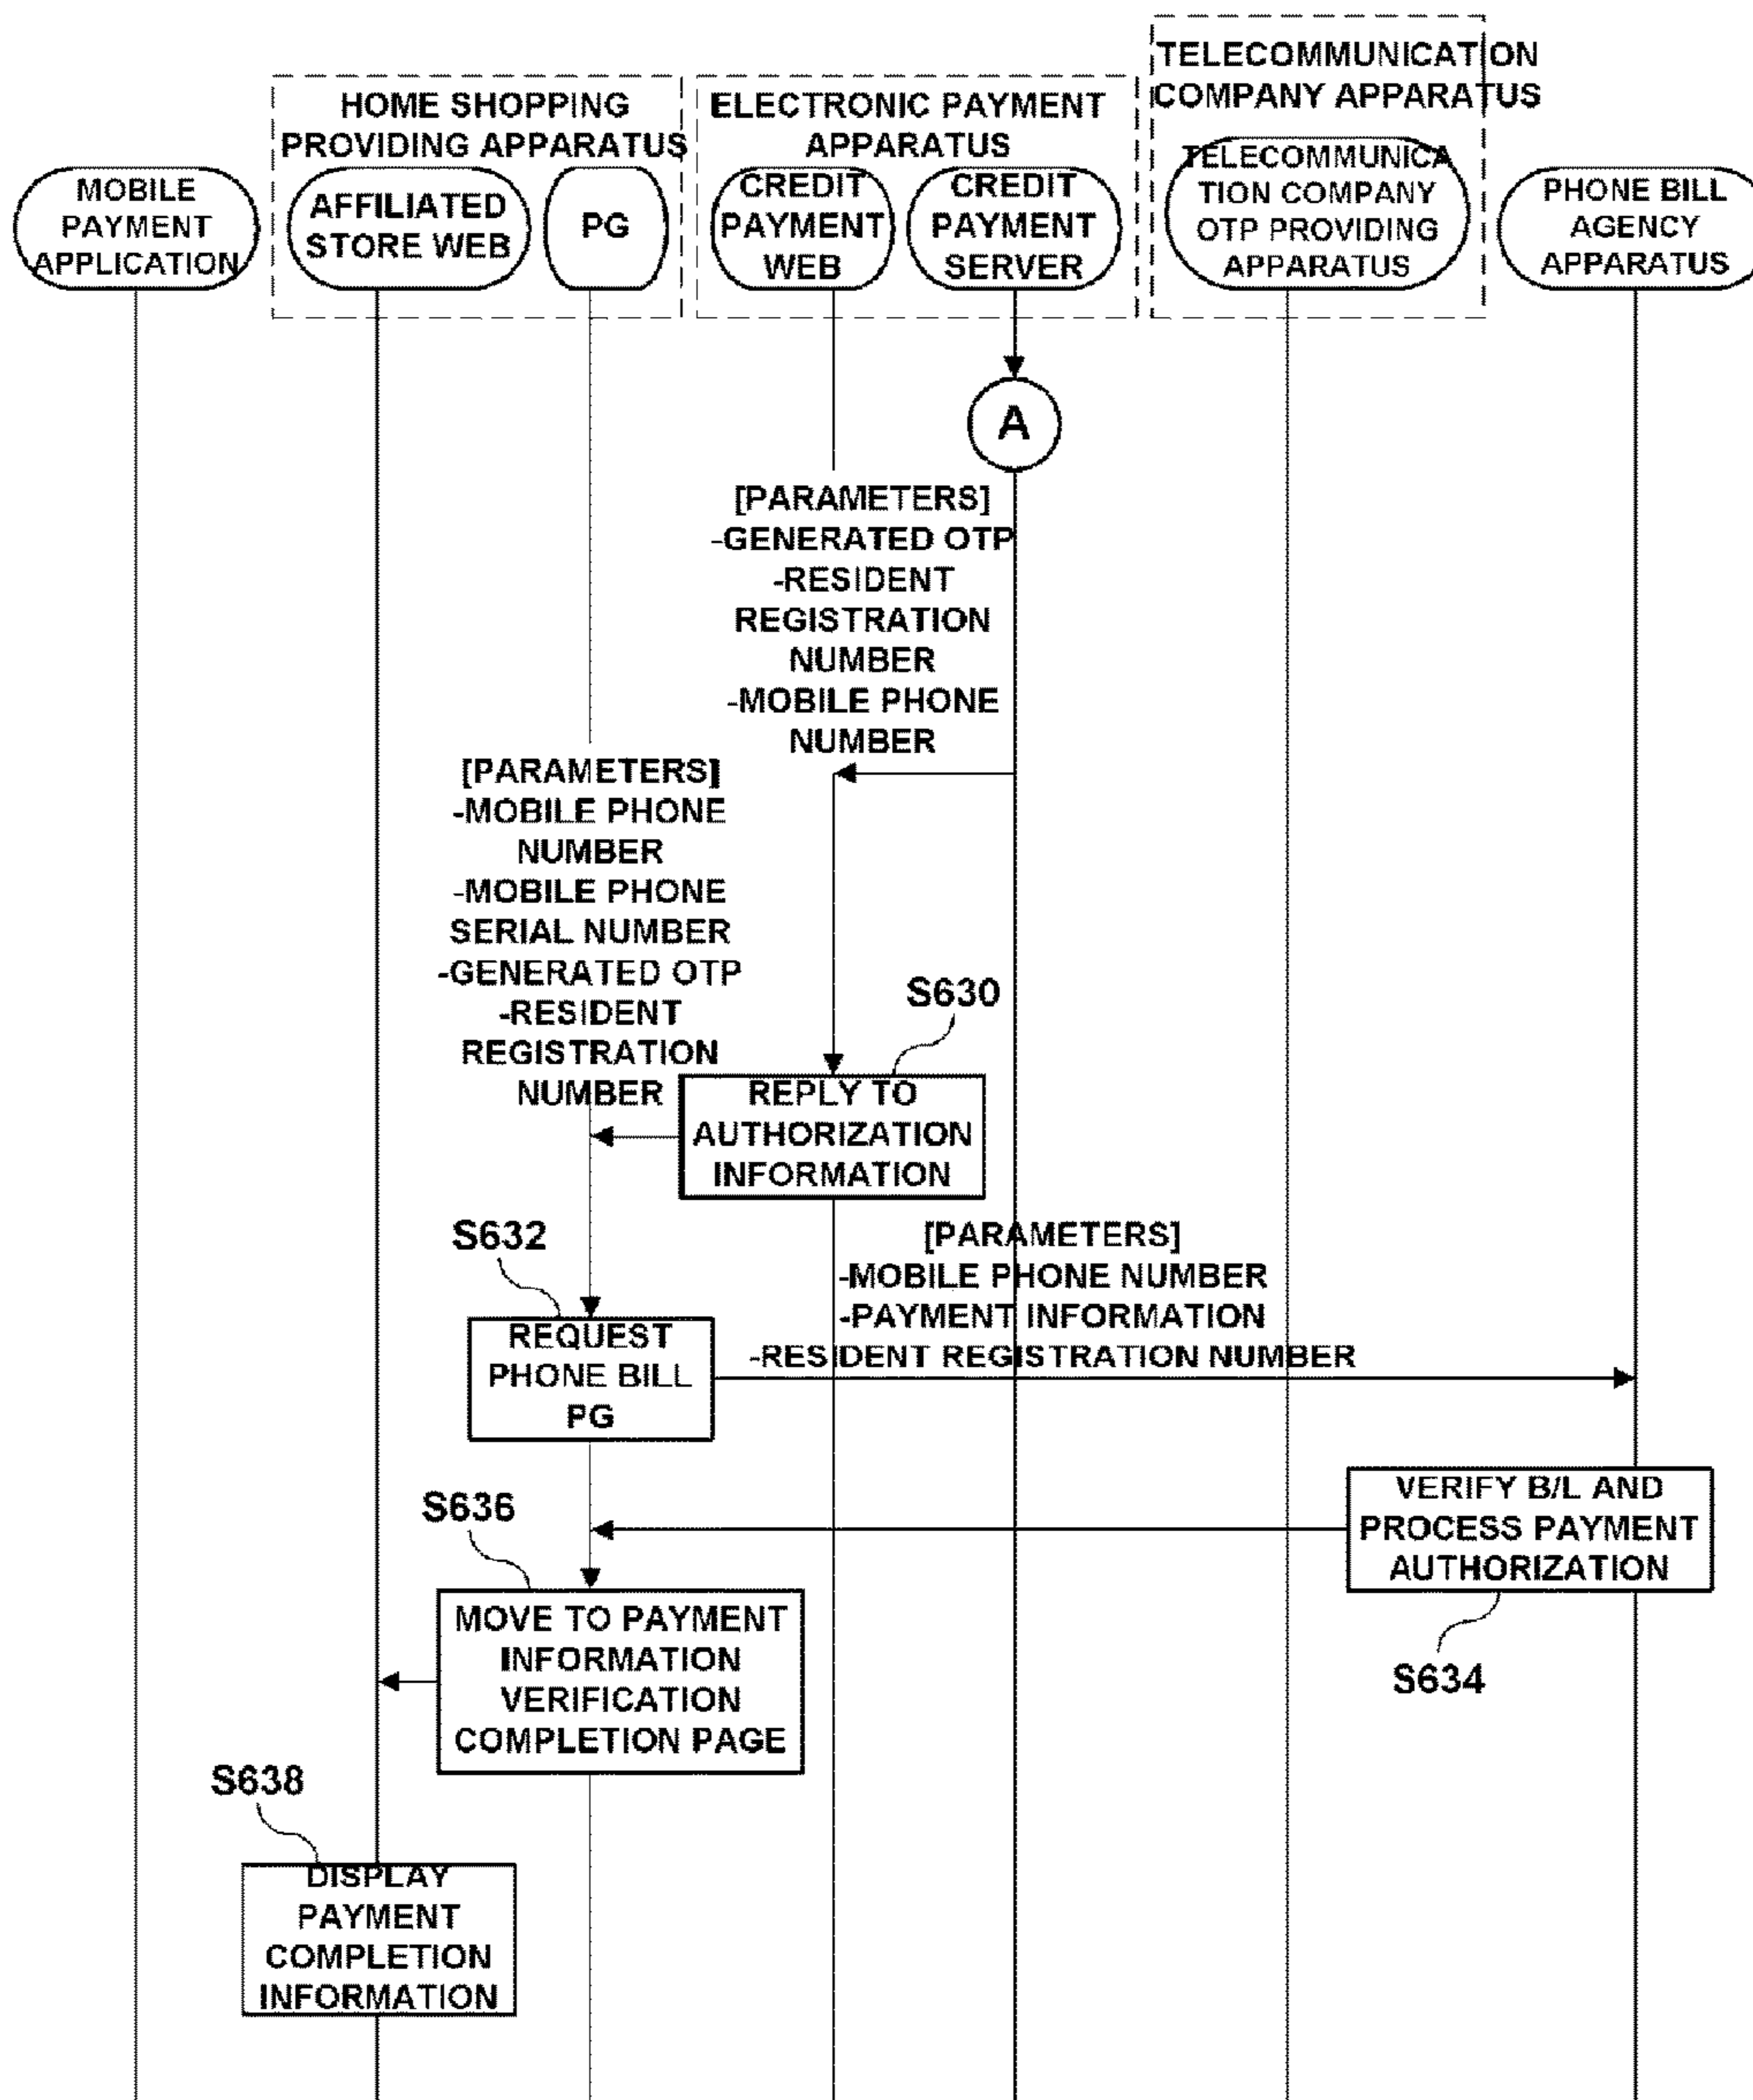 TELECOMMUNICATION
COMPANY APPARATUS
HOME SHOPPING
PROVIDING APPARATUS
ELECTRONIC PAYMENT
APPARATUS
MOBILE
PAYMENT
APPLICATION
AFFILIATED
STORE WEB
PG
CREDIT
PAYMENT
WEB
CREDIT
PAYMENT
SERVER
TELECOMMUNICA
TION COMPANY
OTP PROVIDING
APPARATUS
PHONE BILL
AGENCY
APPARATUS
A
[PARAMETERS]
-GENERATED OTP
-RESIDENT
REGISTRATION
NUMBER
-MOBILE PHONE
NUMBER
[PARAMETERS]
-MOBILE PHONE
NUMBER
-MOBILE PHONE
SERIAL NUMBER
-GENERATED OTP
-RESIDENT
REGISTRATION
NUMBER
S630
REPLY TO
AUTHORIZATION
INFORMATION
S632
[PARAMETERS]
-MOBILE PHONE NUMBER
-PAYMENT INFORMATION
-RESIDENT REGISTRATION NUMBER
REQUEST
PHONE BILL
PG
VERIFY B/L AND
PROCESS PAYMENT
AUTHORIZATION
S634
S636
MOVE TO PAYMENT
INFORMATION
VERIFICATION
COMPLETION PAGE
S638
DISPLAY
PAYMENT
COMPLETION
INFORMATION